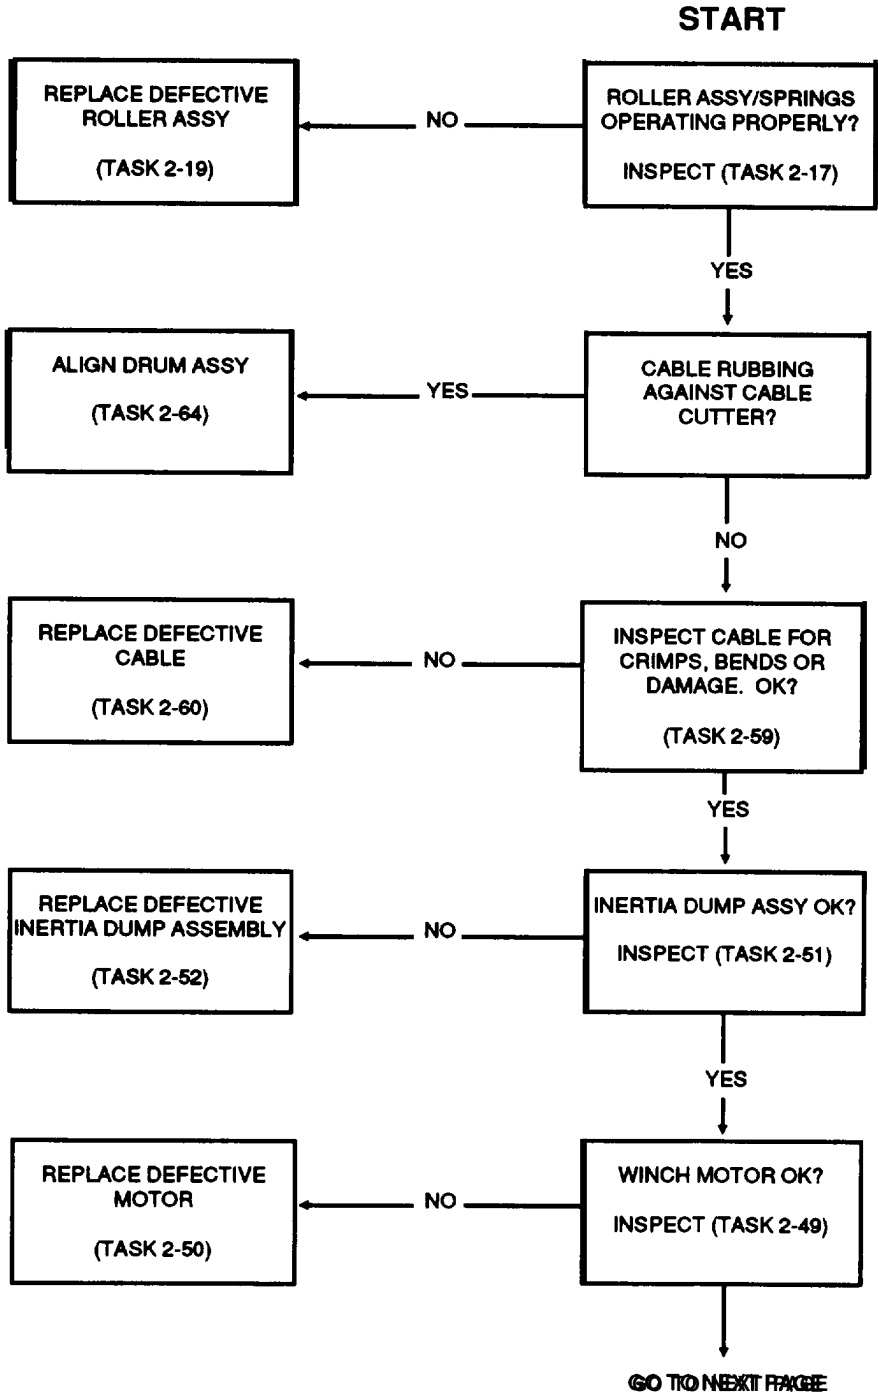 START
REPLACE DEFECTIVE
ROLLER ASSY
(TASK 2-19)
NO
ROLLER ASSY/SPRINGS
OPERATING PROPERLY?
INSPECT (TASK 2-17)
YES
ALIGN DRUM ASSY
(TASK 2-64)
YES
CABLE RUBBING
AGAINST CABLE
CUTTER?
NO
REPLACE DEFECTIVE
CABLE
(TASK 2-60)
NO
INSPECT CABLE FOR
CRIMPS, BENDS OR
DAMAGE. OK?
(TASK 2-59)
YES
REPLACE DEFECTIVE
INERTIA DUMP ASSEMBLY
(TASK 2-52)
NO
INERTIA DUMP ASSY OK?
INSPECT (TASK 2-51)
YES
REPLACE DEFECTIVE
MOTOR
(TASK 2-50)
NO
WINCH MOTOR OK?
INSPECT (TASK 2-49)
GO TO NEXT PAGE